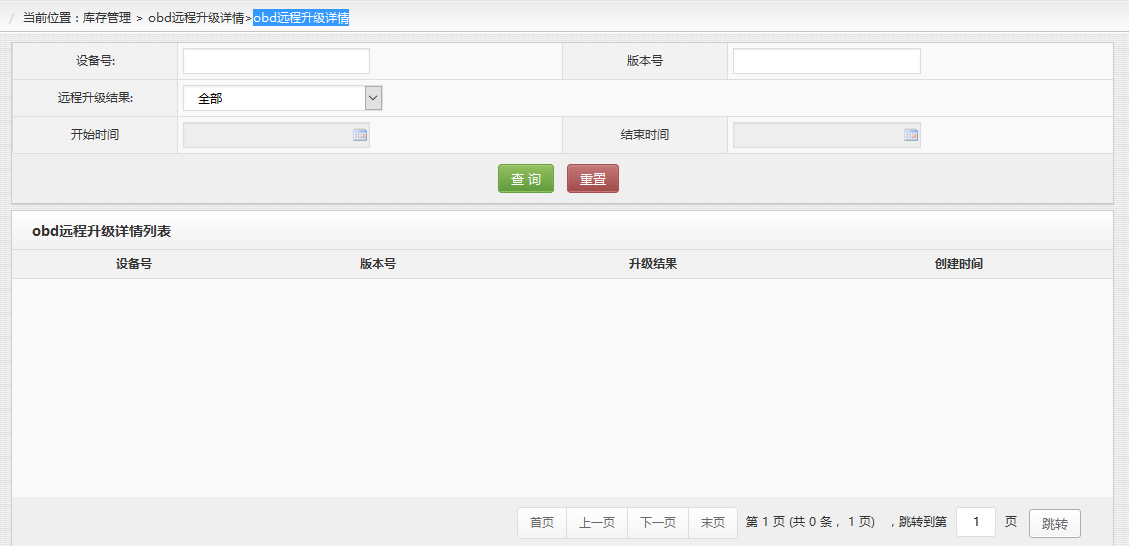 / 当前位置：库存管理 > obd远程升级详情>obd远程升级详情
设备号: 版本号
远程升级结果: 全部
开始时间 结束时间
查 询 重置
obd远程升级详情列表
设备号 版本号 升级结果 创建时间
首页 上一页 下一页 末页 第 1 页 (共 0 条， 1 页) ，跳转到第 1 页 跳转